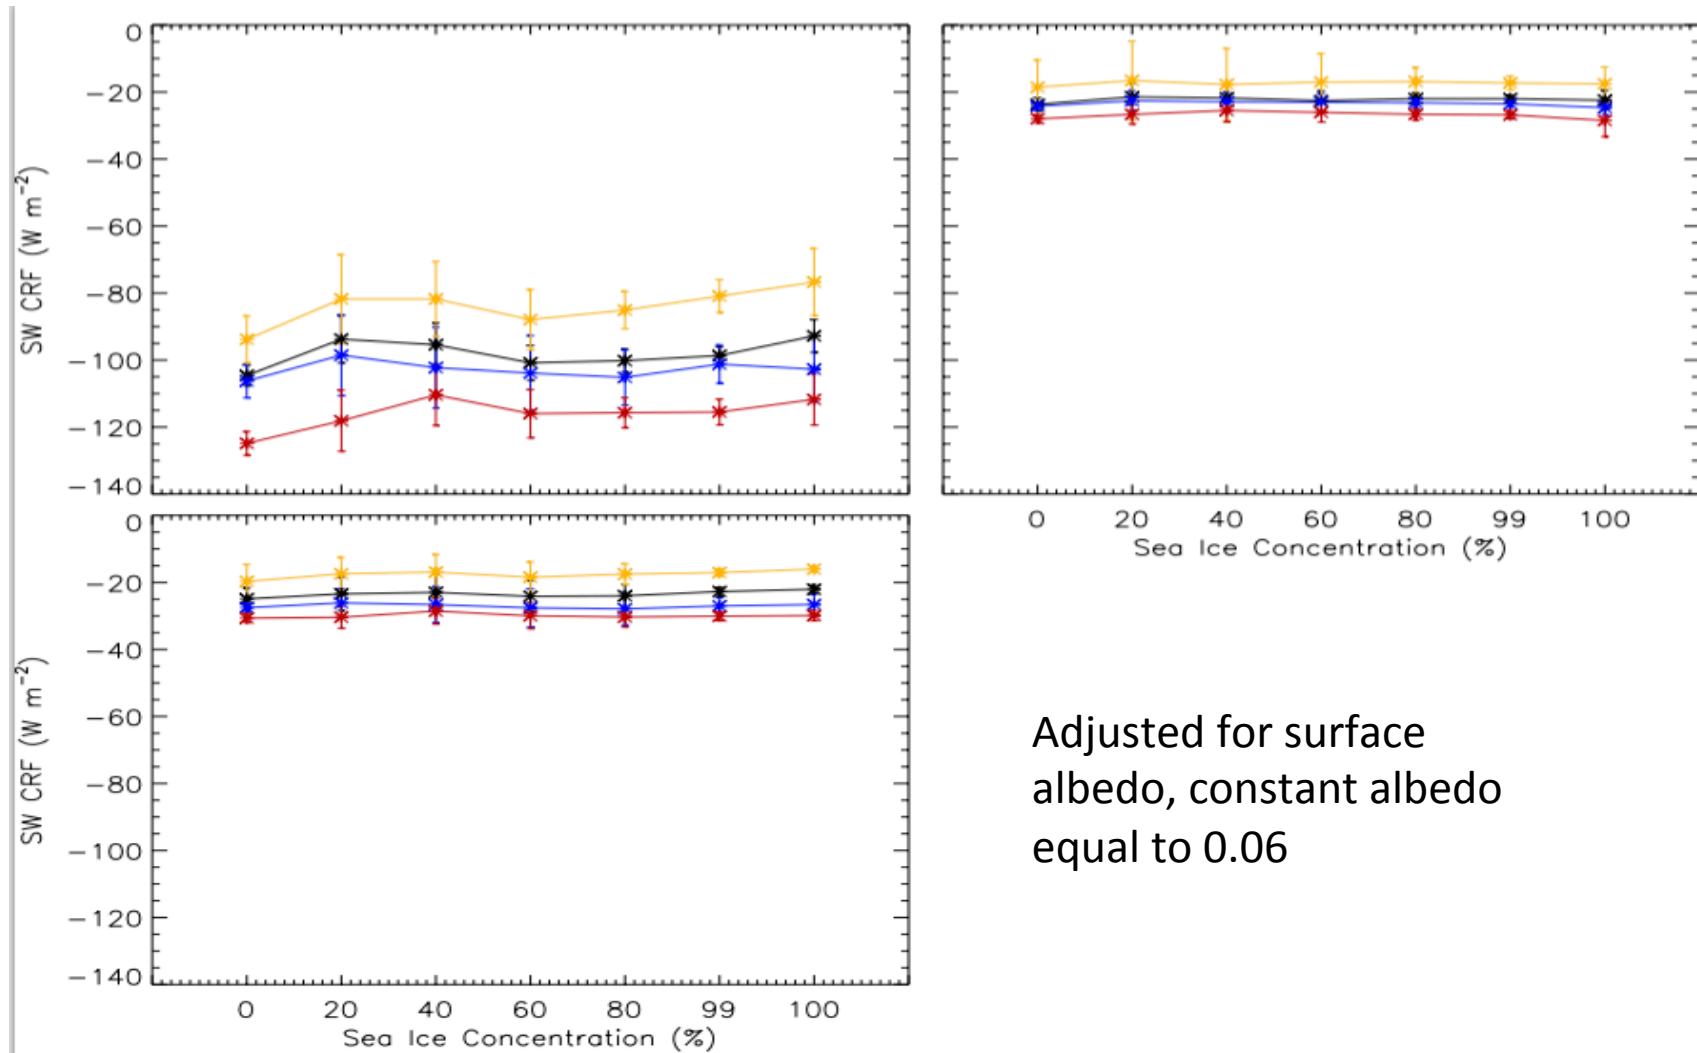 0
−20
−40
−60
−80
−100
−120
−140
SW CRF (W m⁻²)
0 20 40 60 80 99 100
Sea Ice Concentration (%)
0
−20
−40
−60
−80
−100
−120
−140
SW CRF (W m⁻²)
0 20 40 60 80 99 100
Sea Ice Concentration (%)
Adjusted for surface
albedo, constant albedo
equal to 0.06